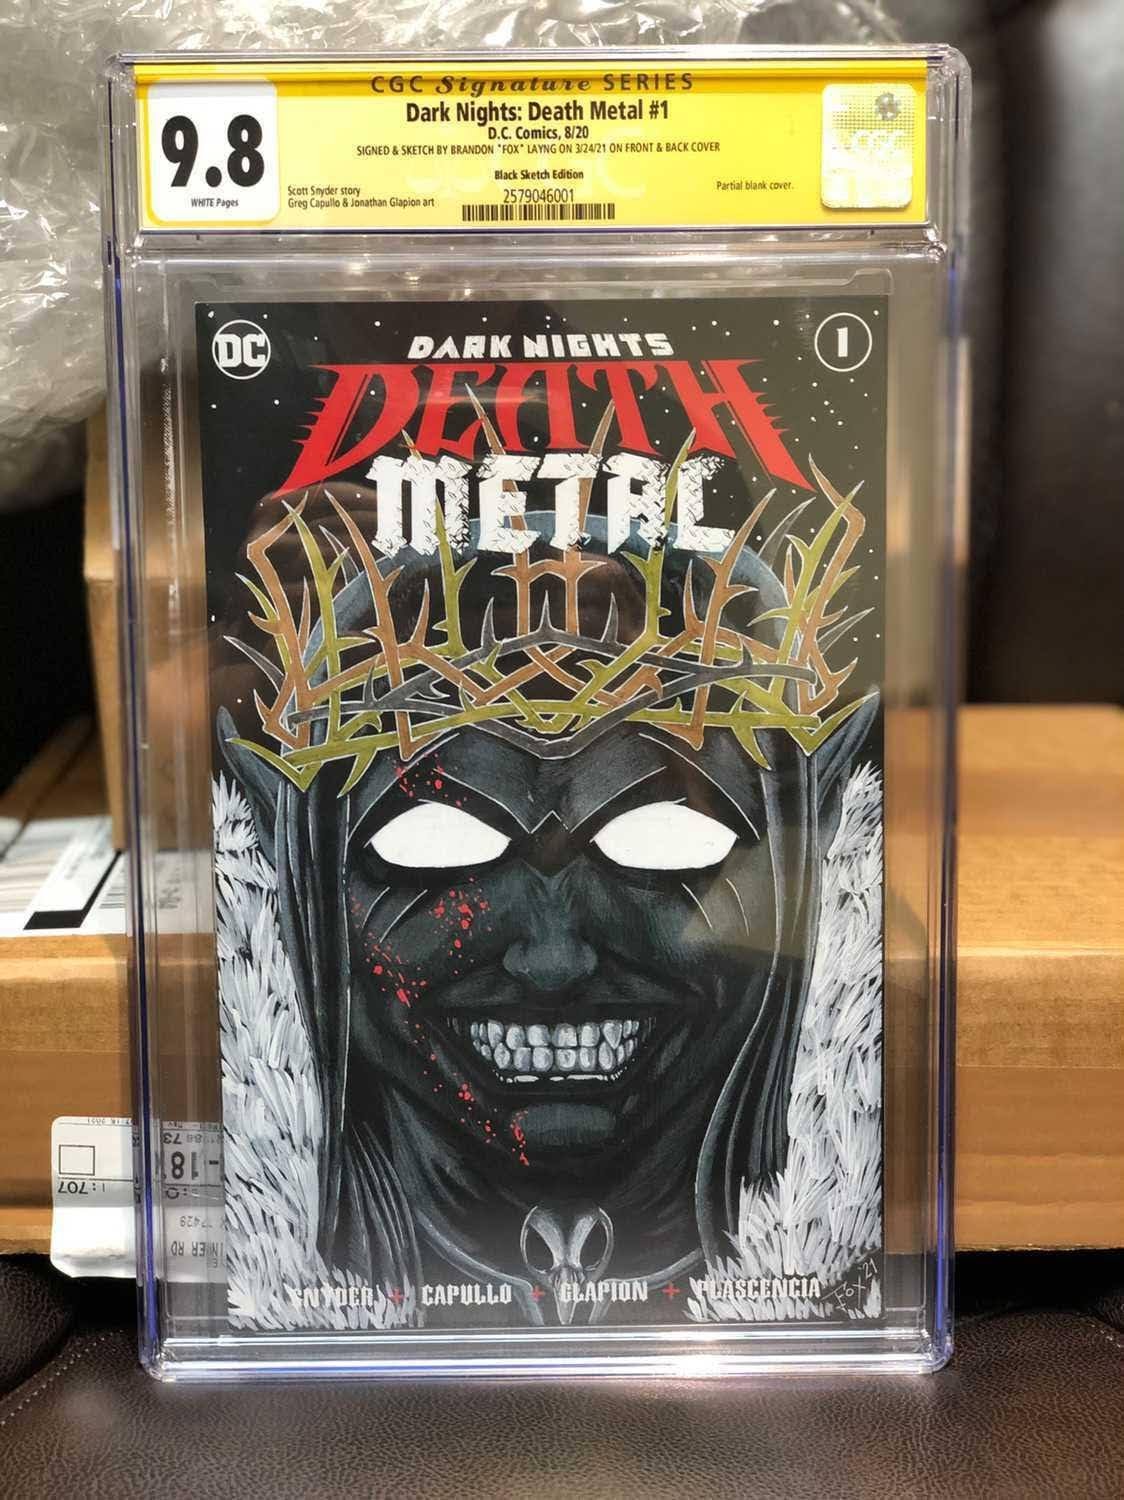 CGC Signature SERIES
Dark Nights: Death Metal #1
D.C. Comics, 8/20
SIGNED & SKETCH BY BRANDON "FOX" LAYNG ON 3/24/21 ON FRONT & BACK COVER
9.8
WHITE Pages
Black Sketch Edition
Scott Snyder story
Greg Capullo & Jonathan Glapion art
2579046001
Partial blank cover.
CGC
DC
DARK NIGHTS
1
DEATH
METAL
SNYDER + CAPULLO + GLAPION + PLASCENCIA
FOX 21